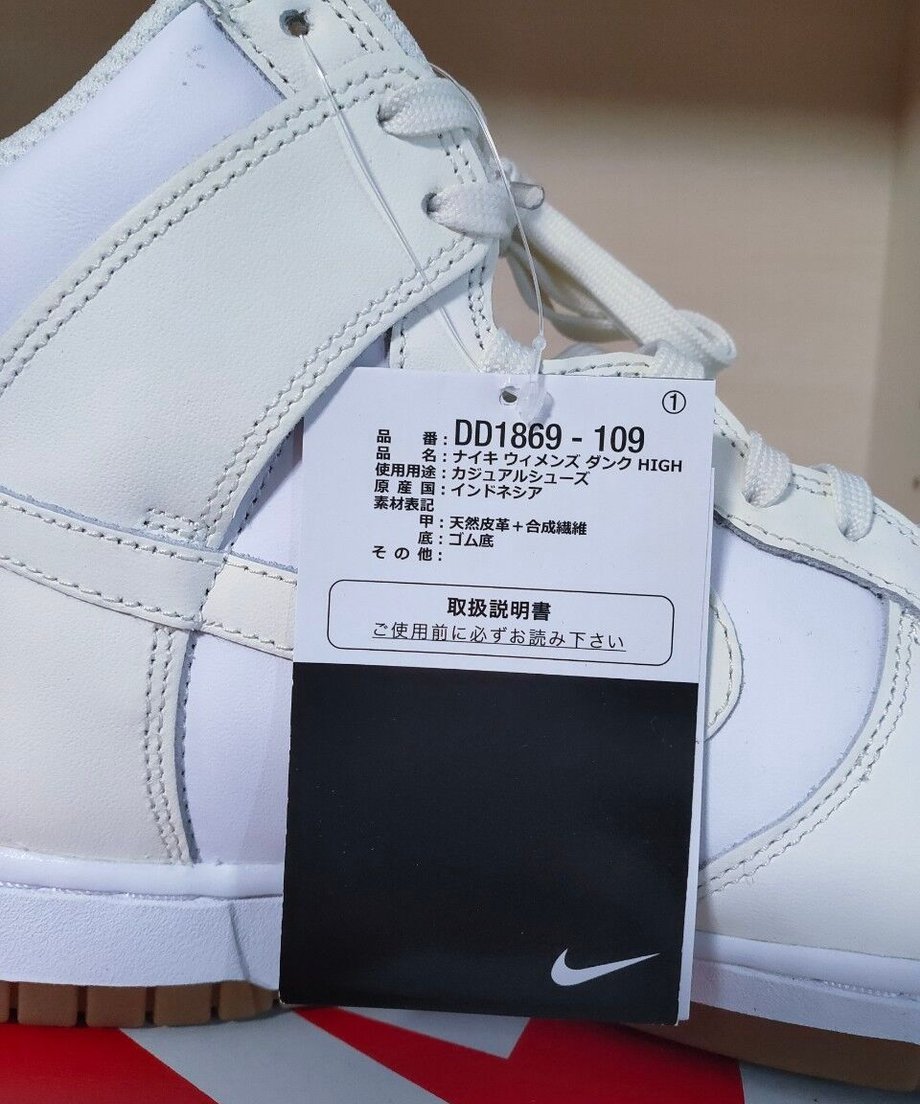 ①
品 番：DD1869 - 109
品 名：ナイキ ウィメンズ ダンク HIGH
使用用途：カジュアルシューズ
原 産 国：インドネシア
素材表記
甲：天然皮革＋合成繊維
底：ゴム底
そ の 他：
取扱説明書
ご使用前に必ずお読み下さい